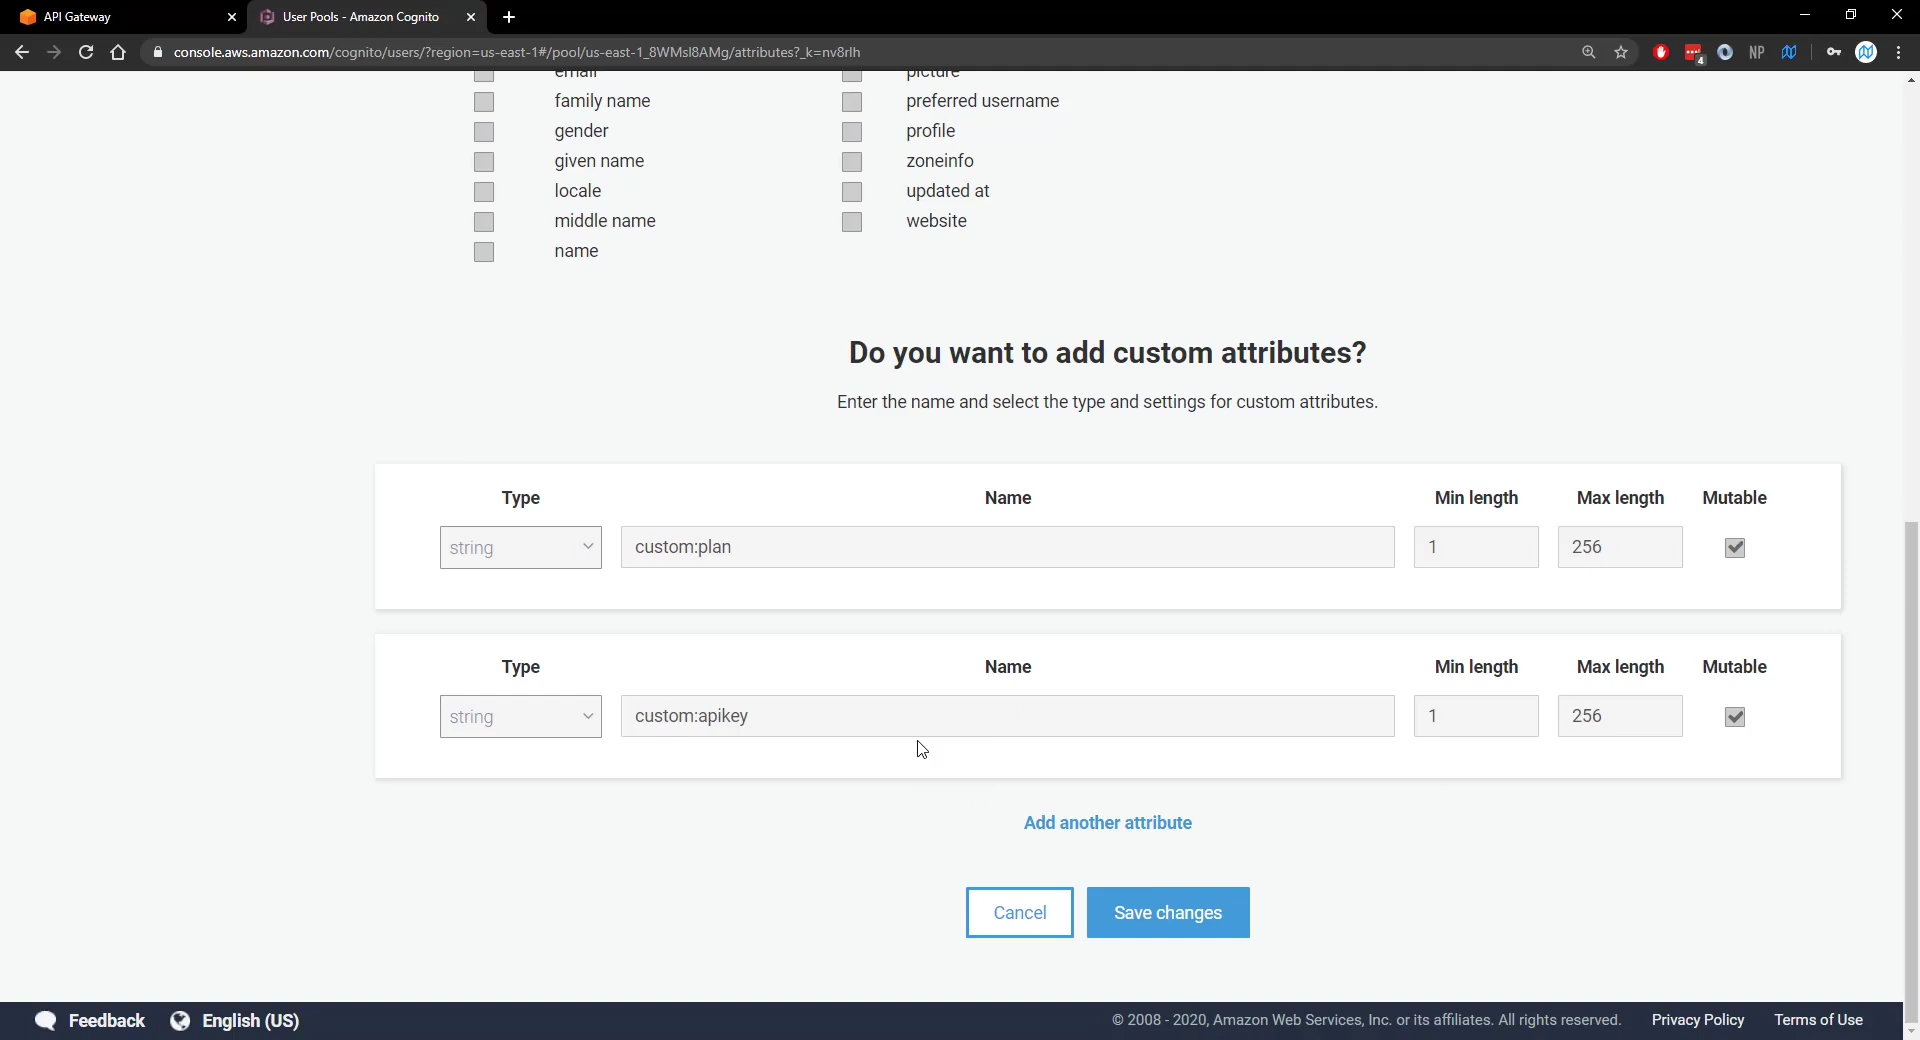 API Gateway
User Pools - Amazon Cognito
console.aws.amazon.com/cognito/users/?region=us-east-1#/pool/us-east-1_8WMsI8AMg/attributes?_k=nv8rlh
4
NP
email picture
family name preferred username
gender profile
given name zoneinfo
locale updated at
middle name website
name
Do you want to add custom attributes?
Enter the name and select the type and settings for custom attributes.
Type Name Min length Max length Mutable
string custom:plan 1 256
Type Name Min length Max length Mutable
string custom:apikey 1 256
Add another attribute
Cancel Save changes
Feedback English (US) © 2008 - 2020, Amazon Web Services, Inc. or its affiliates. All rights reserved. Privacy Policy Terms of Use